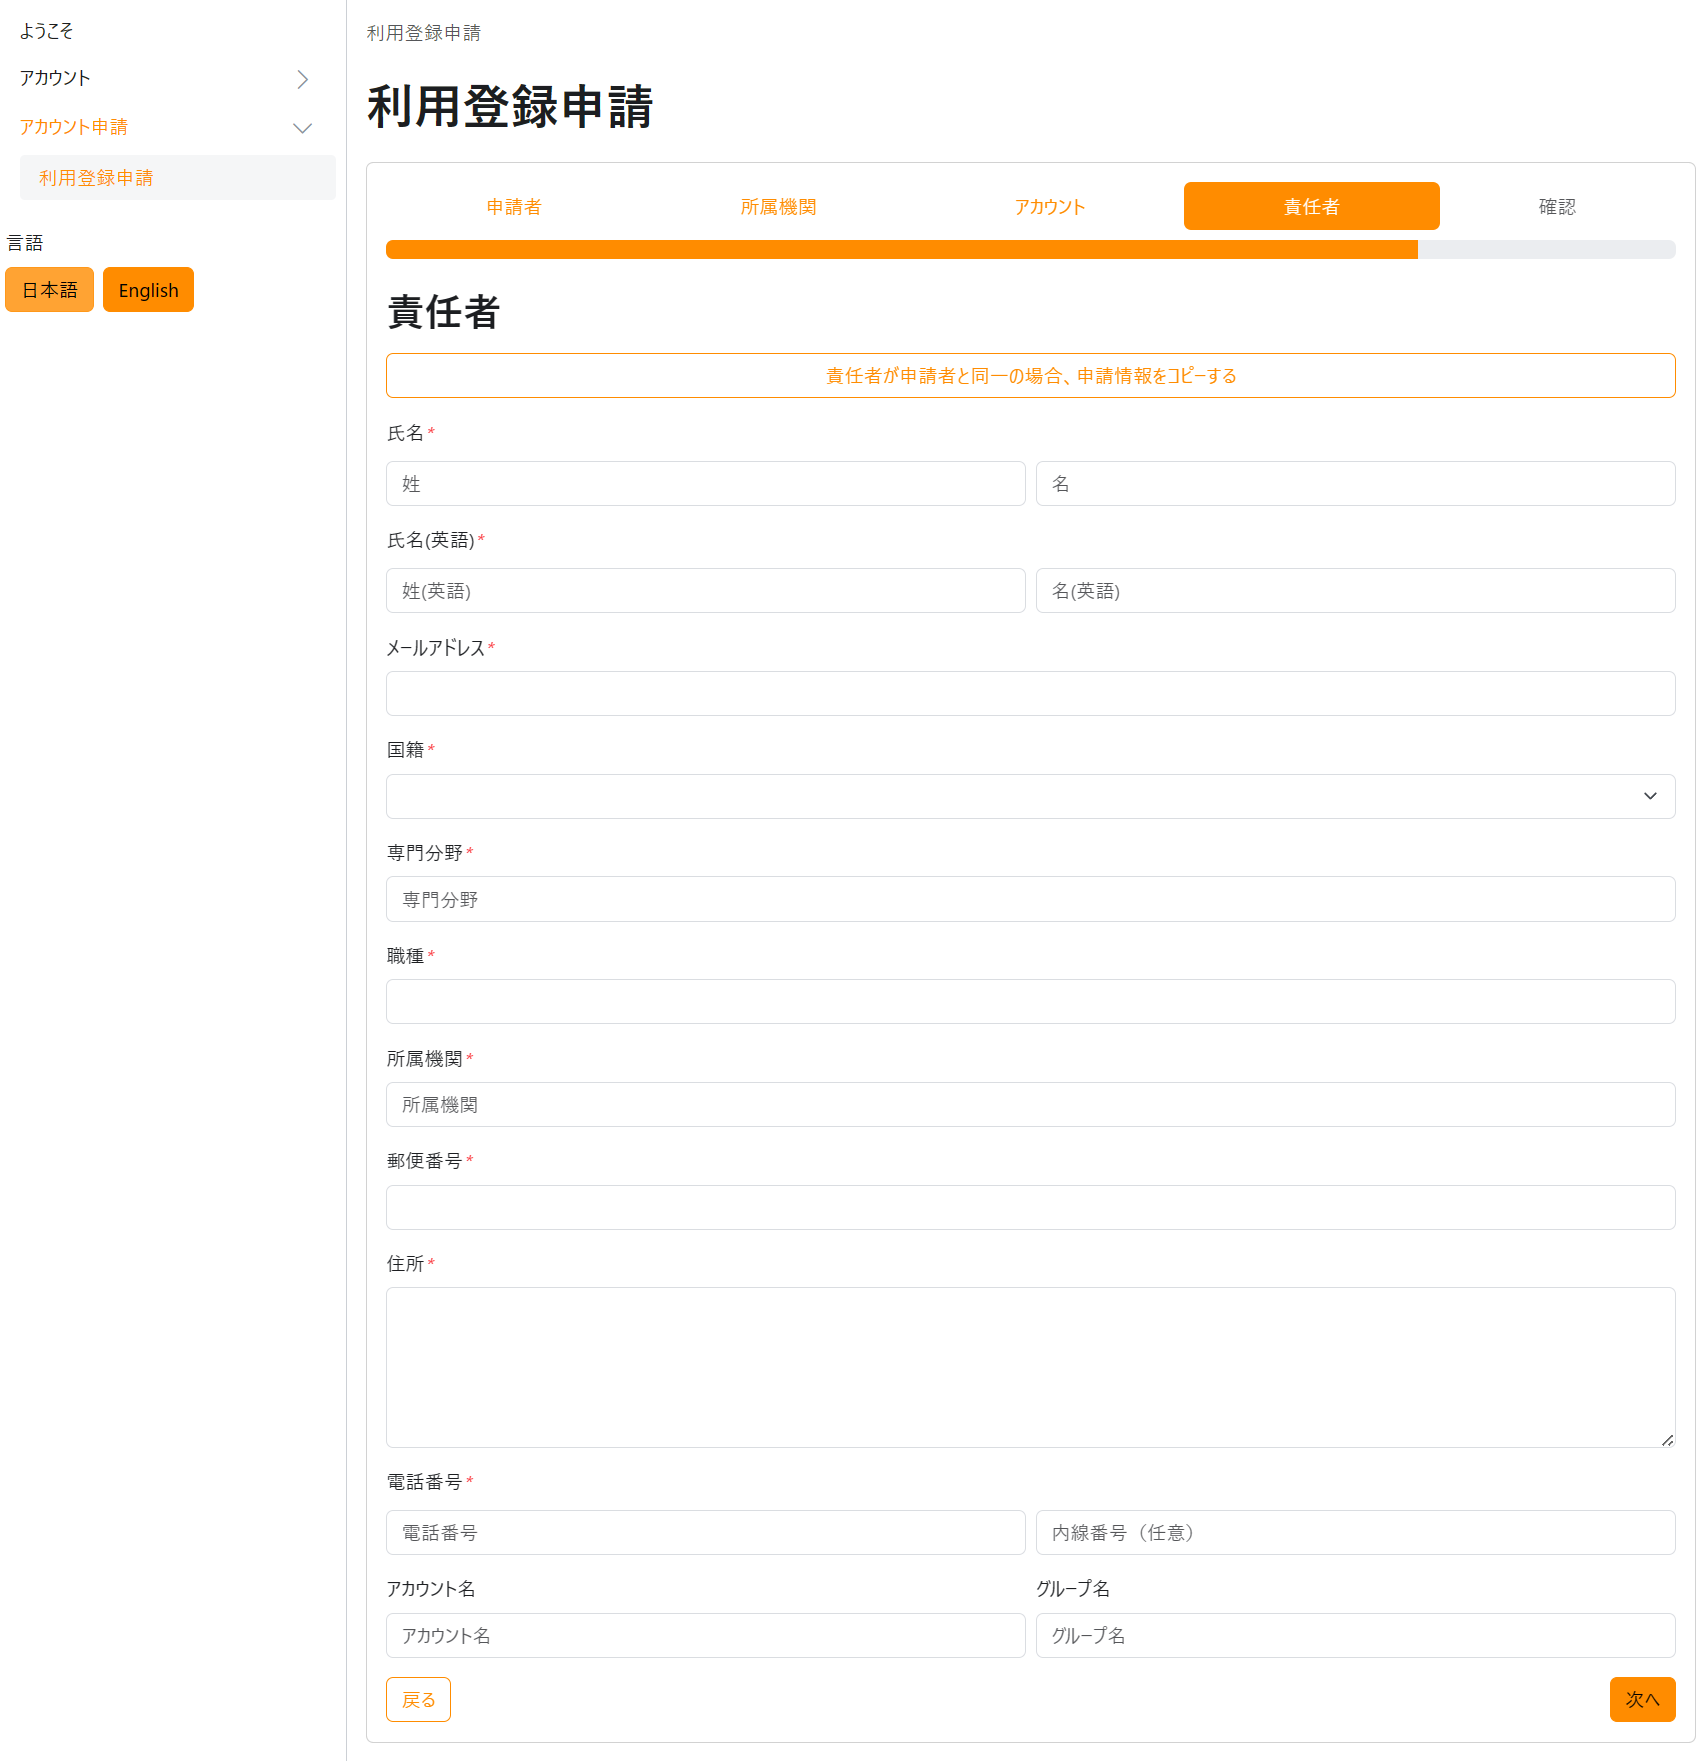 ようこそ
アカウント
アカウント申請
利用登録申請
言語
日本語 English
利用登録申請
利用登録申請
申請者 所属機関 アカウント 責任者 確認
責任者
責任者が申請者と同一の場合、申請情報をコピーする
氏名*
姓 名
氏名(英語)*
姓(英語) 名(英語)
メールアドレス*
国籍*
専門分野*
専門分野
職種*
所属機関*
所属機関
郵便番号*
住所*
電話番号*
電話番号 内線番号（任意）
アカウント名 グループ名
アカウント名 グループ名
戻る 次へ